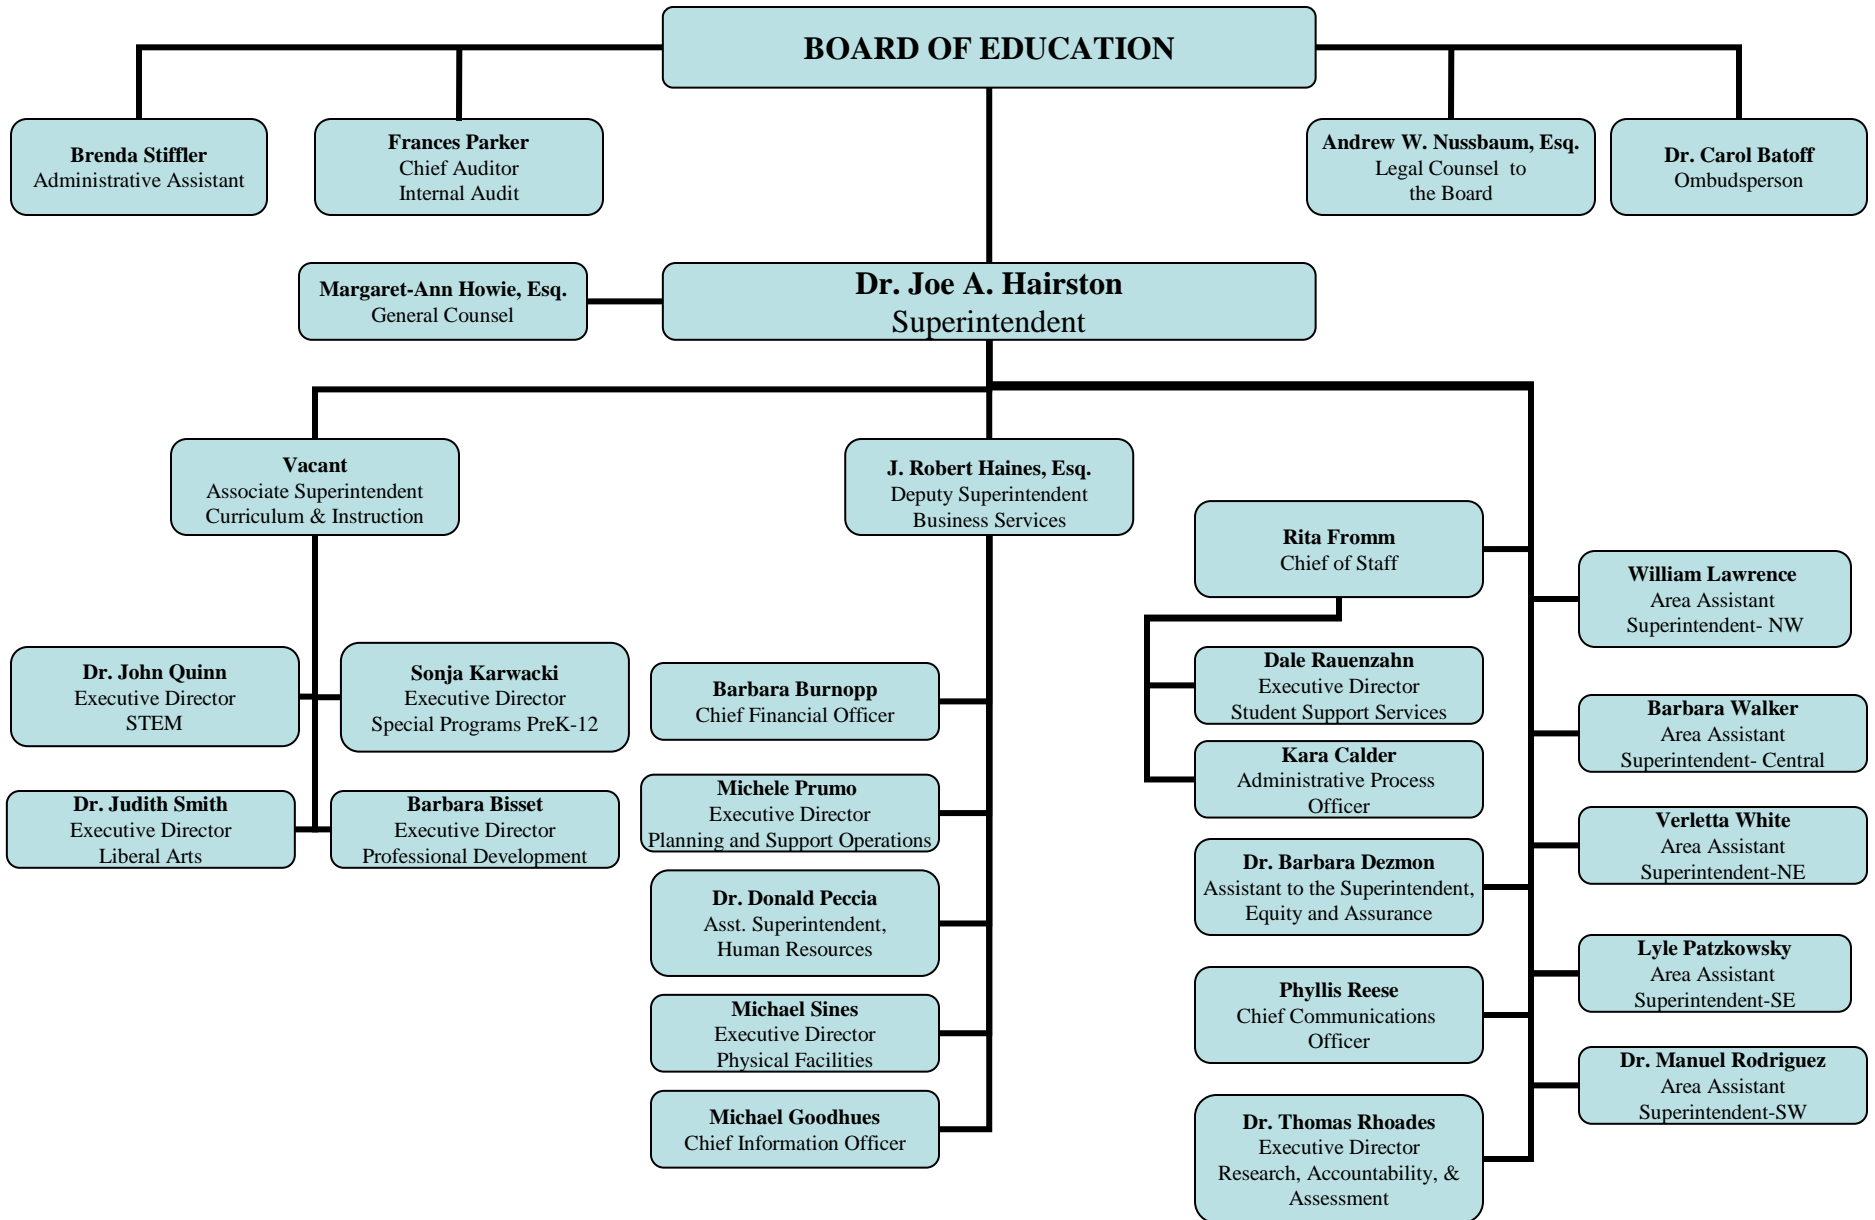 BOARD OF EDUCATION
Brenda Stiffler
Administrative Assistant
Frances Parker
Chief Auditor
Internal Audit
Andrew W. Nussbaum, Esq.
Legal Counsel to
the Board
Dr. Carol Batoff
Ombudsperson
Margaret-Ann Howie, Esq.
General Counsel
Dr. Joe A. Hairston
Superintendent
Vacant
Associate Superintendent
Curriculum & Instruction
Dr. John Quinn
Executive Director
STEM
Sonja Karwacki
Executive Director
Special Programs PreK-12
Dr. Judith Smith
Executive Director
Liberal Arts
Barbara Bisset
Executive Director
Professional Development
J. Robert Haines, Esq.
Deputy Superintendent
Business Services
Barbara Burnopp
Chief Financial Officer
Michele Prumo
Executive Director
Planning and Support Operations
Dr. Donald Peccia
Asst. Superintendent,
Human Resources
Michael Sines
Executive Director
Physical Facilities
Michael Goodhues
Chief Information Officer
Rita Fromm
Chief of Staff
Dale Rauenzahn
Executive Director
Student Support Services
Kara Calder
Administrative Process
Officer
Dr. Barbara Dezmon
Assistant to the Superintendent,
Equity and Assurance
Phyllis Reese
Chief Communications
Officer
Dr. Thomas Rhoades
Executive Director
Research, Accountability, &
Assessment
William Lawrence
Area Assistant
Superintendent- NW
Barbara Walker
Area Assistant
Superintendent- Central
Verletta White
Area Assistant
Superintendent-NE
Lyle Patzkowsky
Area Assistant
Superintendent-SE
Dr. Manuel Rodriguez
Area Assistant
Superintendent-SW